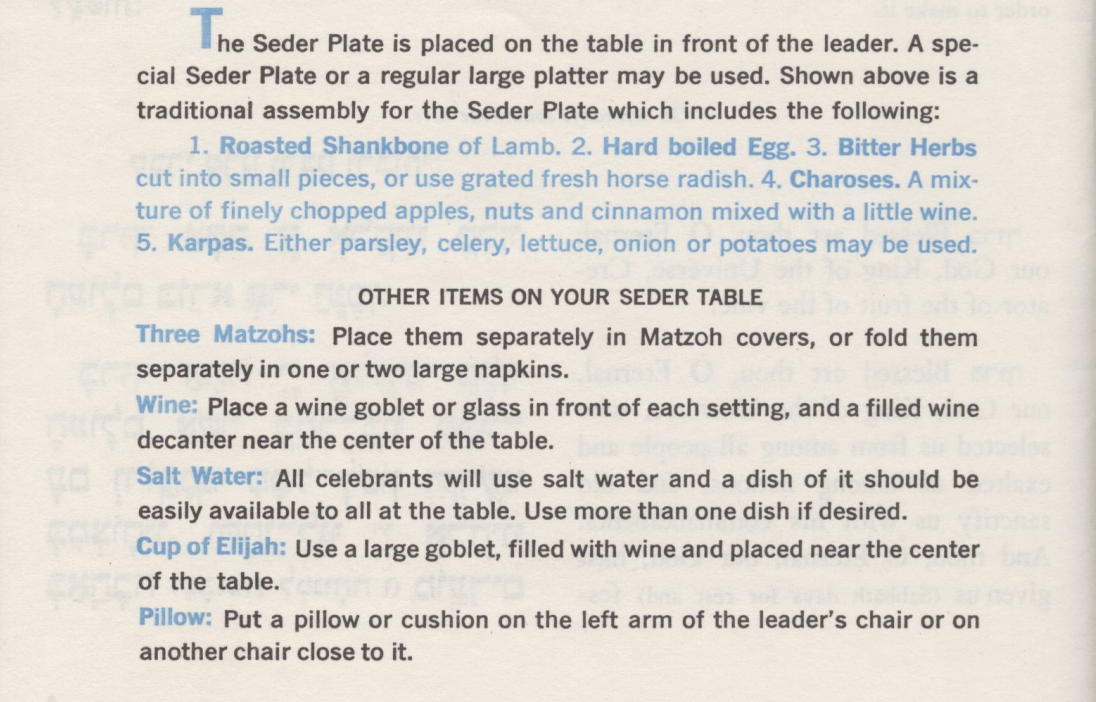 The Seder Plate is placed on the table in front of the leader. A spe-
cial Seder Plate or a regular large platter may be used. Shown above is a
traditional assembly for the Seder Plate which includes the following:
1. Roasted Shankbone of Lamb. 2. Hard boiled Egg. 3. Bitter Herbs
cut into small pieces, or use grated fresh horse radish. 4. Charoses. A mix-
ture of finely chopped apples, nuts and cinnamon mixed with a little wine.
5. Karpas. Either parsley, celery, lettuce, onion or potatoes may be used.
OTHER ITEMS ON YOUR SEDER TABLE
Three Matzohs: Place them separately in Matzoh covers, or fold them
separately in one or two large napkins.
Wine: Place a wine goblet or glass in front of each setting, and a filled wine
decanter near the center of the table.
Salt Water: All celebrants will use salt water and a dish of it should be
easily available to all at the table. Use more than one dish if desired.
Cup of Elijah: Use a large goblet, filled with wine and placed near the center
of the table.
Pillow: Put a pillow or cushion on the left arm of the leader's chair or on
another chair close to it.